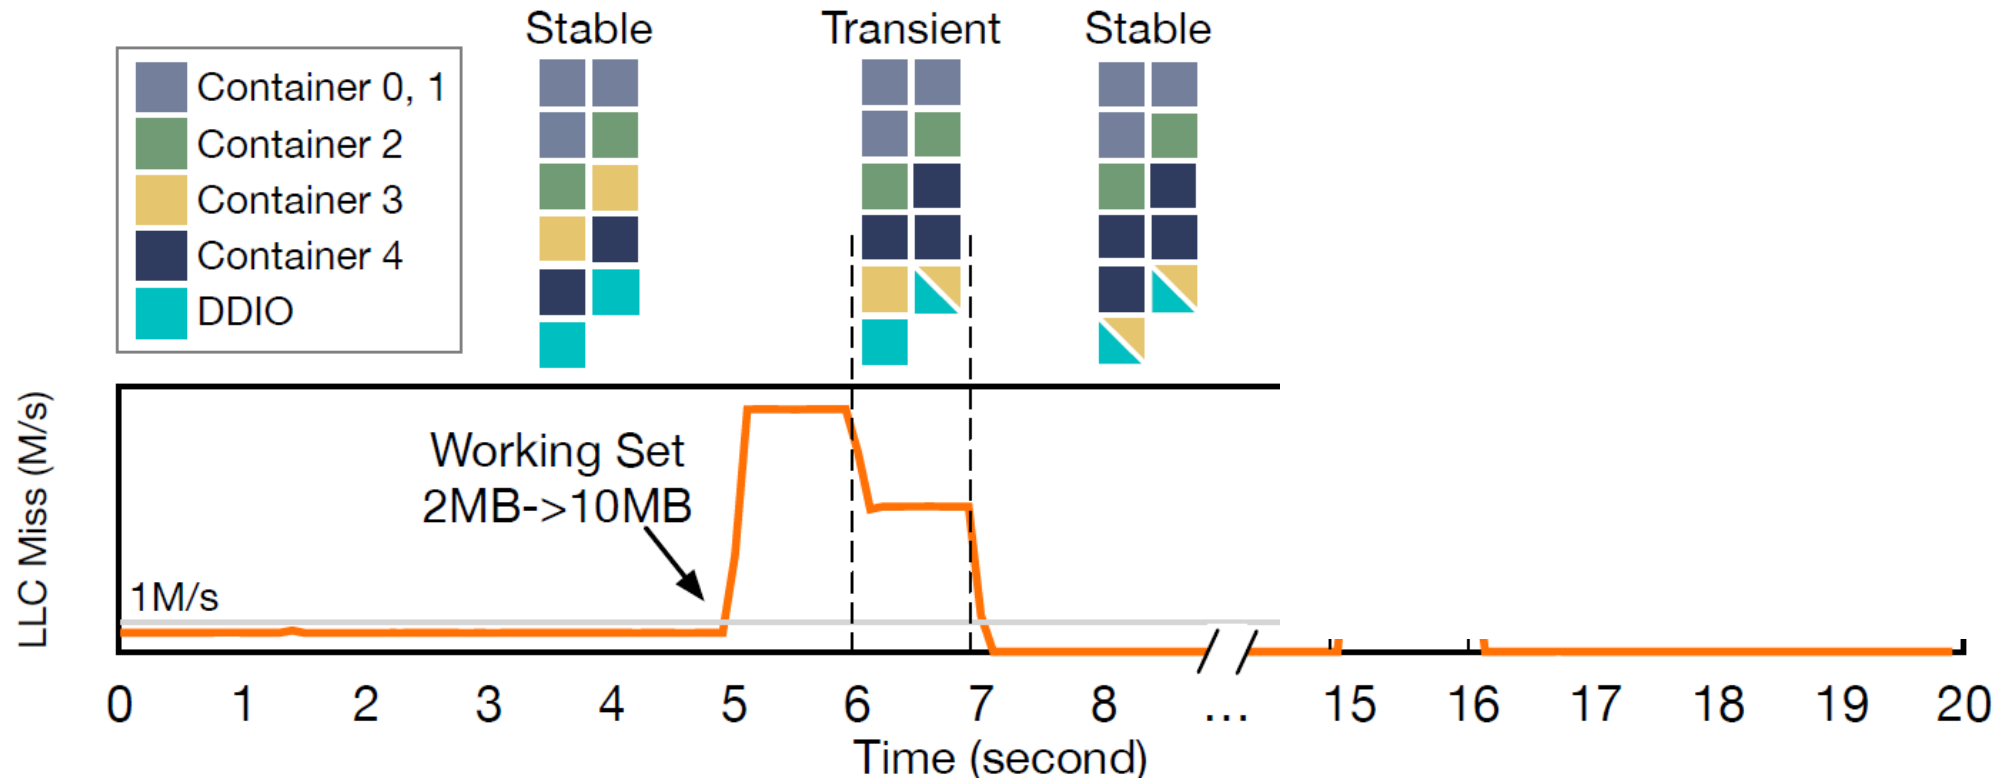 Stable
Transient
Stable
Container 0, 1
Container 2
Container 3
Container 4
DDIO
LLC Miss (M/s)
Working Set
2MB->10MB
1M/s
0 1 2 3 4 5 6 7 8 ... 15 16 17 18 19 20
Time (second)